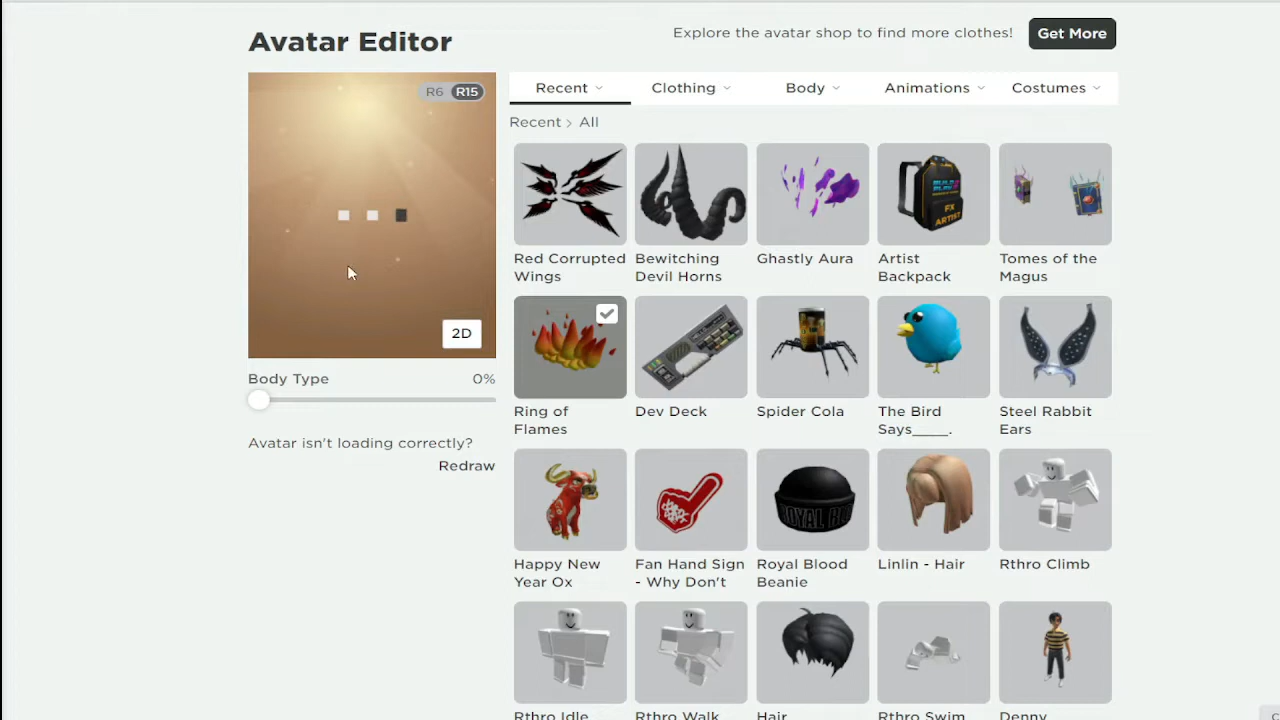 Avatar Editor
Explore the avatar shop to find more clothes!
Get More
R6 R15
2D
Body Type 0%
Avatar isn't loading correctly?
Redraw
Recent Clothing Body Animations Costumes
Recent > All
FX
ARTIST
Red Corrupted
Wings
Bewitching
Devil Horns
Ghastly Aura
Artist
Backpack
Tomes of the
Magus
Ring of
Flames
Dev Deck
Spider Cola
The Bird
Says____.
Steel Rabbit
Ears
ROYAL BL
Happy New
Year Ox
Fan Hand Sign
- Why Don't
Royal Blood
Beanie
Linlin - Hair
Rthro Climb
Rthro Idle
Rthro Walk
Hair
Rthro Swim
Denny